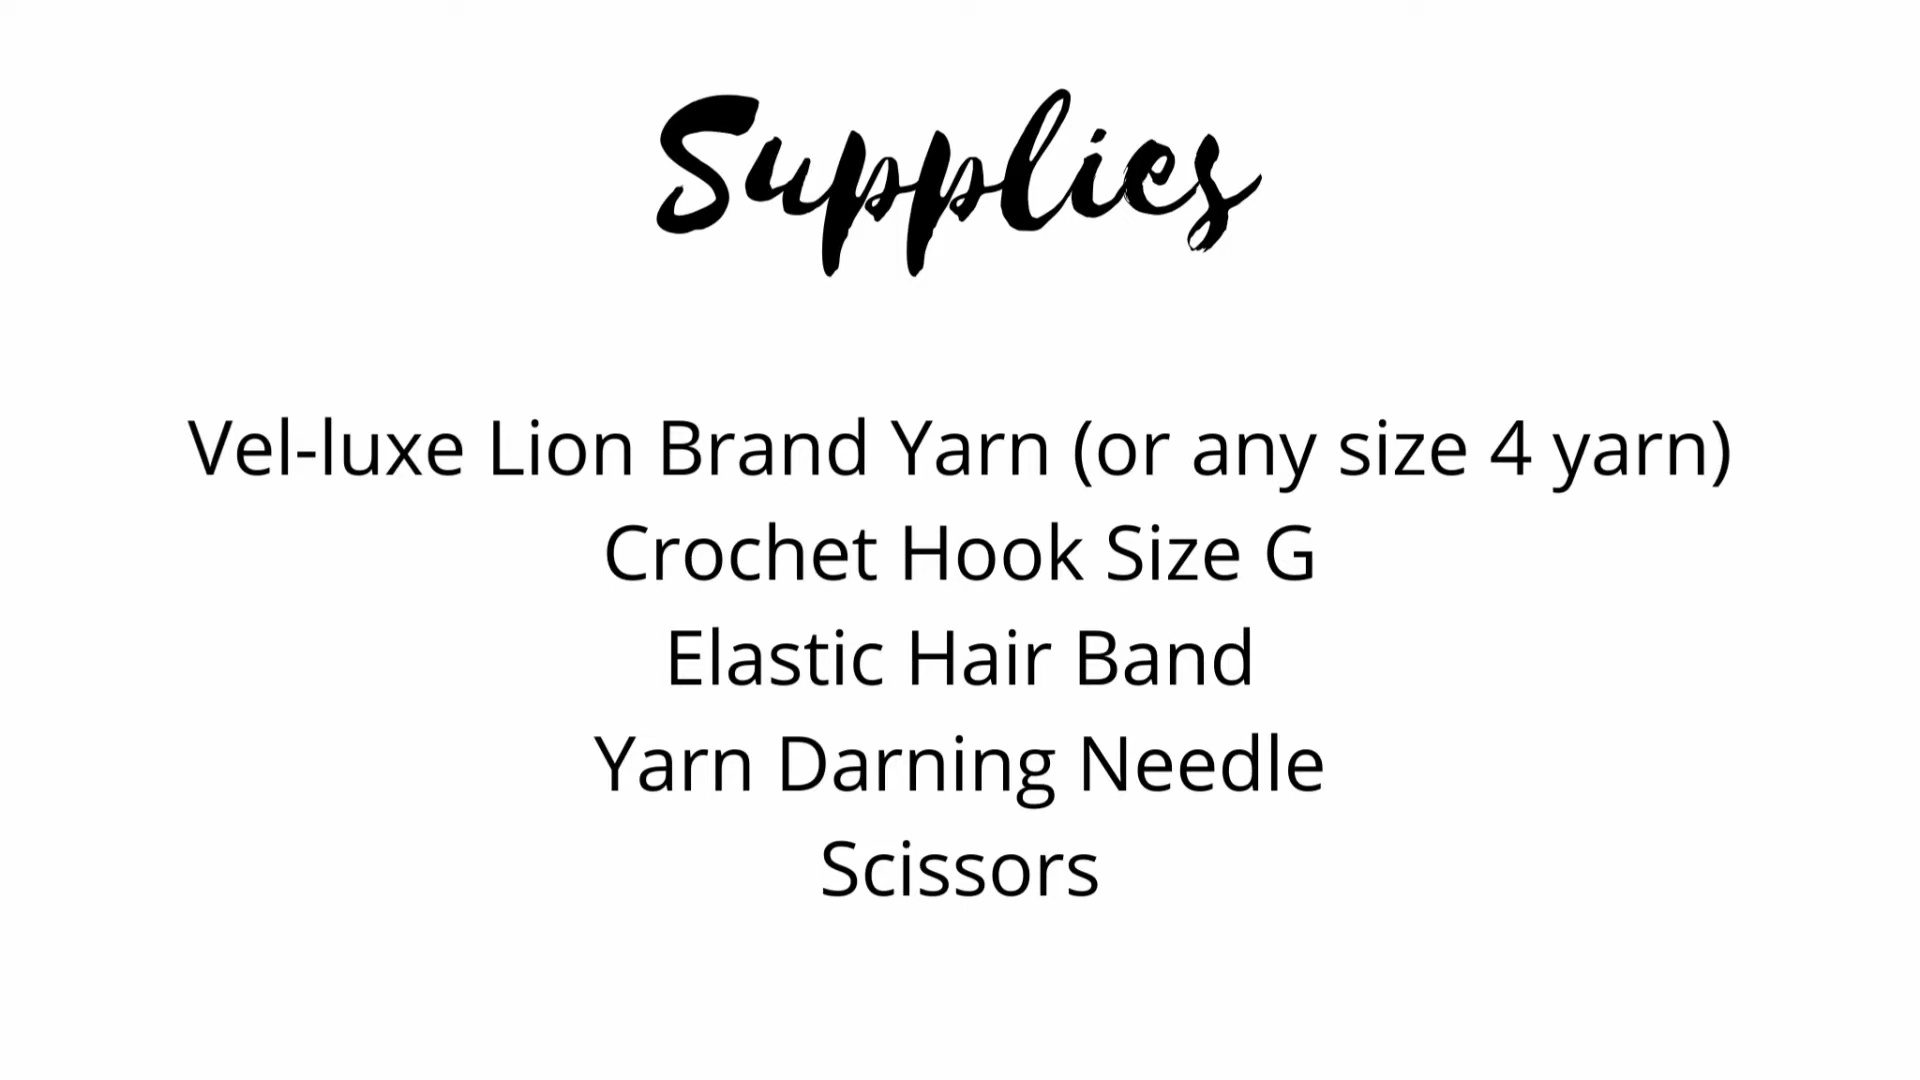 Supplies
Vel-luxe Lion Brand Yarn (or any size 4 yarn)
Crochet Hook Size G
Elastic Hair Band
Yarn Darning Needle
Scissors